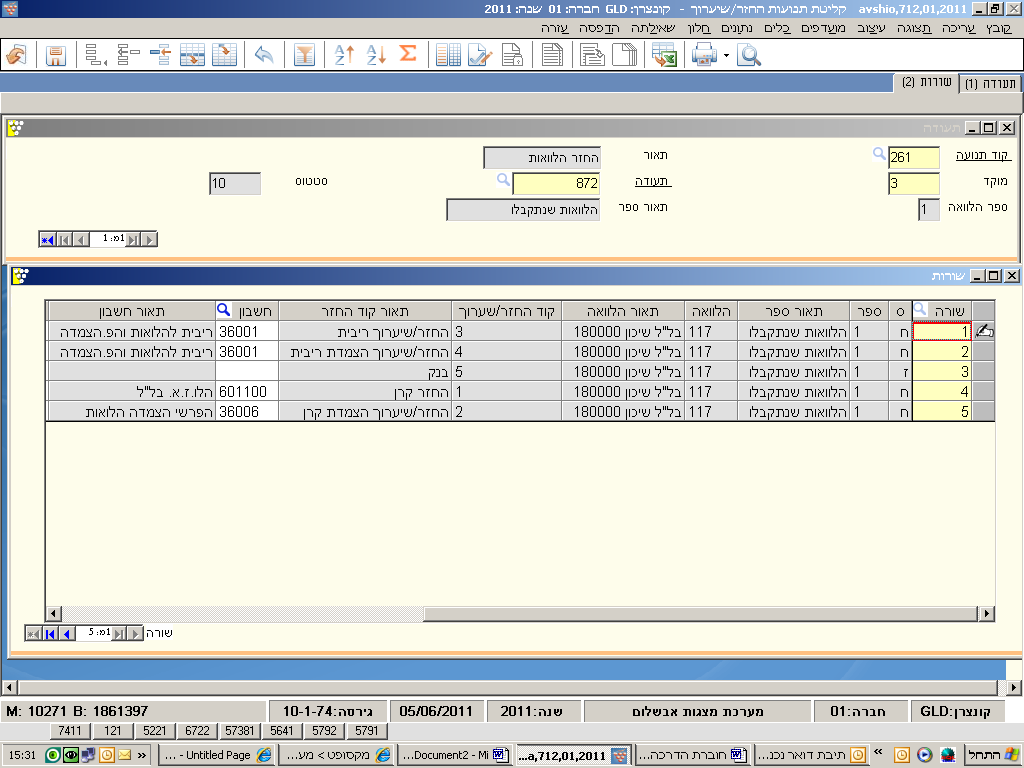 avshio,712,01,2011 קליטת תנועות החזר/שיערוך - קונצרן: GLD חברה: 01 שנה: 2011
קובץ עריכה תצוגה עיצוב מועדפים כלים נתונים חלון שאילתה הדפסה עזרה
תעודה (1) שורות (2)
תעודה
קוד תנועה 261 תאור החזר הלוואות
מוקד 3 תעודה 872 סטטוס 10
ספר הלוואה 1 תאור ספר הלוואות שנתקבלו
1 מ: 1
שורות
שורה ס ספר תאור ספר הלוואה תאור הלוואה קוד החזר/שערוך תאור קוד החזר חשבון תאור חשבון
1 ח 1 הלוואות שנתקבלו 117 בל"ל שיכון 180000 3 החזר/שיערוך ריבית 36001 ריבית להלואות והפ.הצמדה
2 ח 1 הלוואות שנתקבלו 117 בל"ל שיכון 180000 4 החזר/שיערוך הצמדת ריבית 36001 ריבית להלואות והפ.הצמדה
3 ז 1 הלוואות שנתקבלו 117 בל"ל שיכון 180000 5 בנק
4 ח 1 הלוואות שנתקבלו 117 בל"ל שיכון 180000 1 החזר קרן 601100 הלו.ז.א. בל"ל
5 ח 1 הלוואות שנתקבלו 117 בל"ל שיכון 180000 2 החזר/שיערוך הצמדת קרן 36006 הפרשי הצמדה הלואות
שורה 1 מ: 5
קונצרן: GLD חברה: 01 מערכת מצגות אבשלום שנה: 2011 05/06/2011 גירסה: 10-1-74 M: 10271 B: 1861397
7411 121 5221 6722 57381 5641 5792 5791
התחל תיבת דואר נכנ... חוברת הדרכה... a,712,01,2011... Document2 - Mi... מקסופט > מע... Untitled Page - ... 15:31